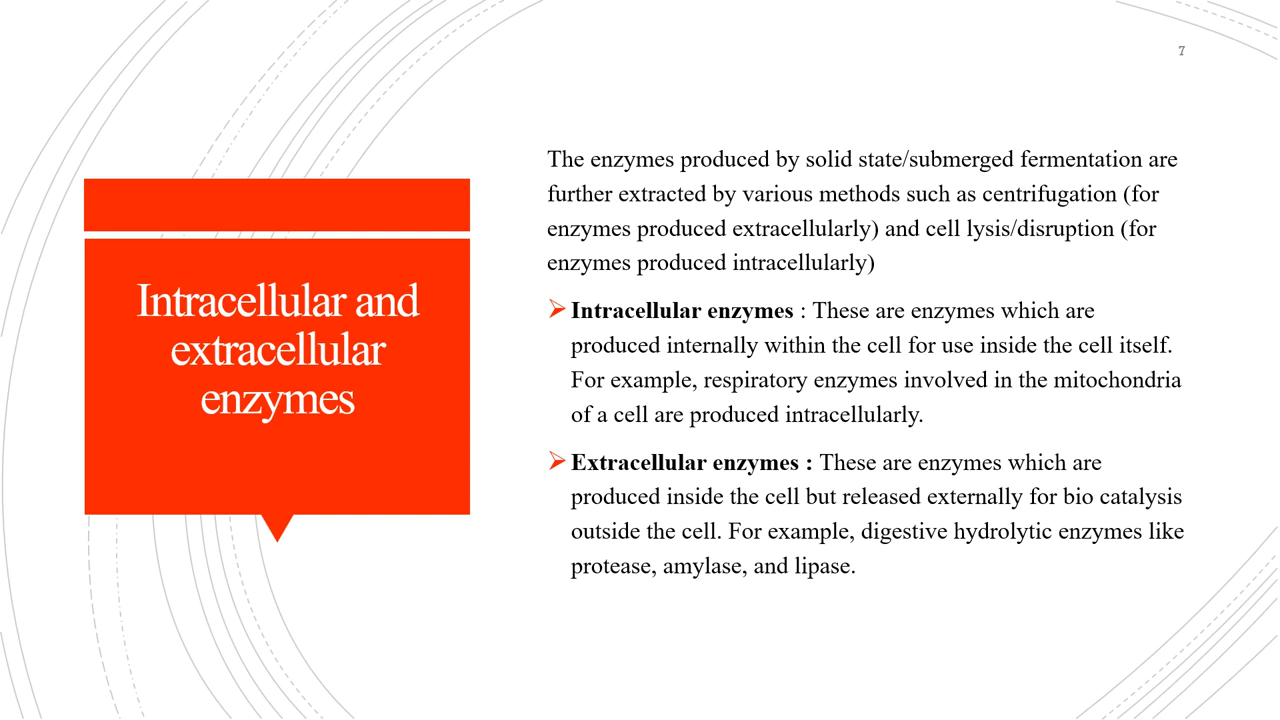 7
Intracellular and
extracellular
enzymes
The enzymes produced by solid state/submerged fermentation are
further extracted by various methods such as centrifugation (for
enzymes produced extracellularly) and cell lysis/disruption (for
enzymes produced intracellularly)
Intracellular enzymes : These are enzymes which are
produced internally within the cell for use inside the cell itself.
For example, respiratory enzymes involved in the mitochondria
of a cell are produced intracellularly.
Extracellular enzymes : These are enzymes which are
produced inside the cell but released externally for bio catalysis
outside the cell. For example, digestive hydrolytic enzymes like
protease, amylase, and lipase.